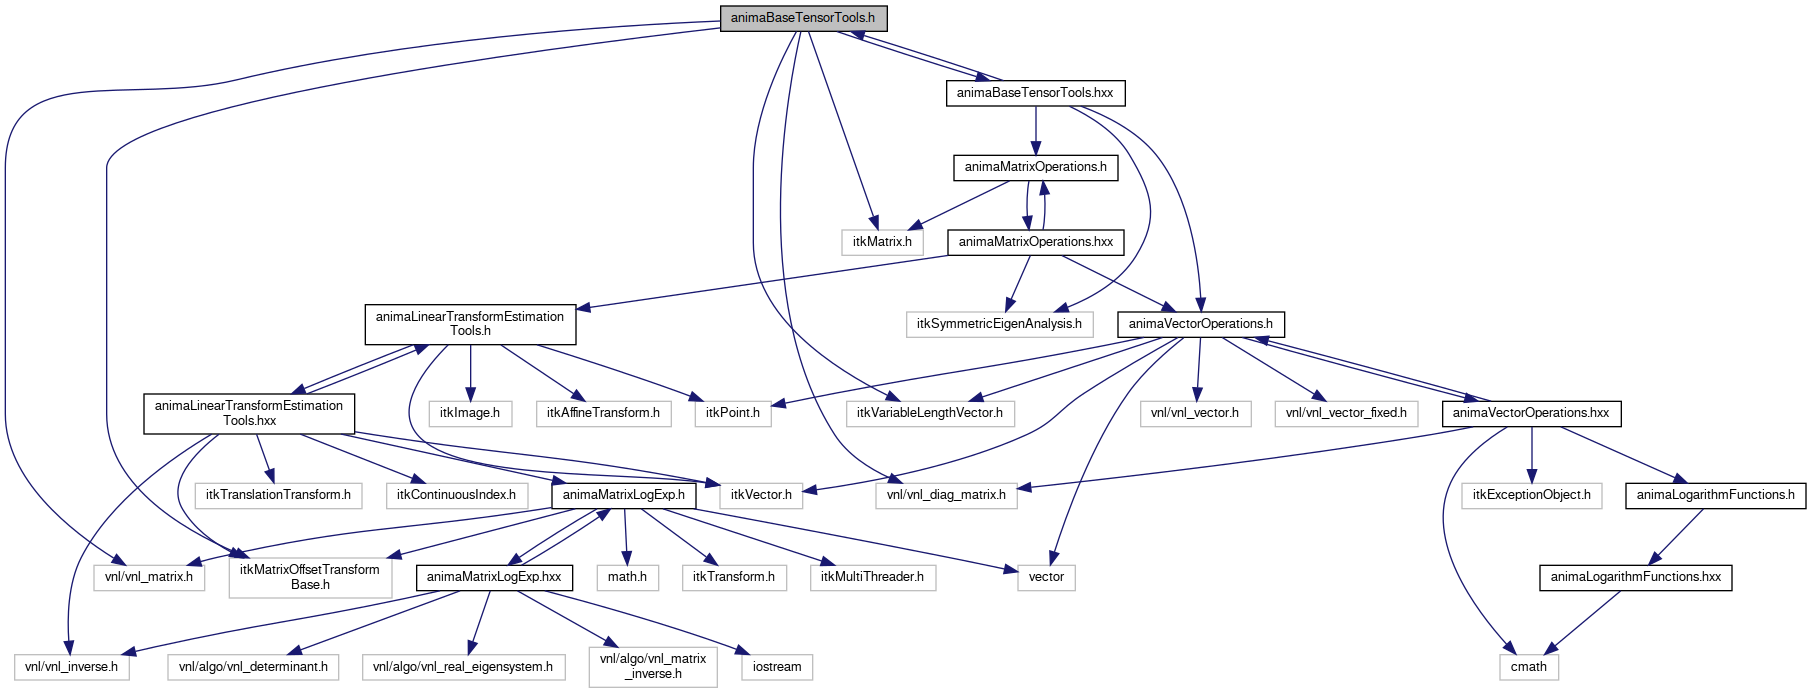 animaBaseTensorTools.h
animaBaseTensorTools.hxx
animaMatrixOperations.h
itkMatrix.h
animaMatrixOperations.hxx
animaLinearTransformEstimation
Tools.h
itkSymmetricEigenAnalysis.h
animaVectorOperations.h
animaLinearTransformEstimation
Tools.hxx
itkImage.h
itkAffineTransform.h
itkPoint.h
itkVariableLengthVector.h
vnl/vnl_vector.h
vnl/vnl_vector_fixed.h
animaVectorOperations.hxx
itkTranslationTransform.h
itkContinuousIndex.h
animaMatrixLogExp.h
itkVector.h
vnl/vnl_diag_matrix.h
itkExceptionObject.h
animaLogarithmFunctions.h
vnl/vnl_matrix.h
itkMatrixOffsetTransform
Base.h
animaMatrixLogExp.hxx
math.h
itkTransform.h
itkMultiThreader.h
vector
animaLogarithmFunctions.hxx
vnl/vnl_inverse.h
vnl/algo/vnl_determinant.h
vnl/algo/vnl_real_eigensystem.h
vnl/algo/vnl_matrix
_inverse.h
iostream
cmath